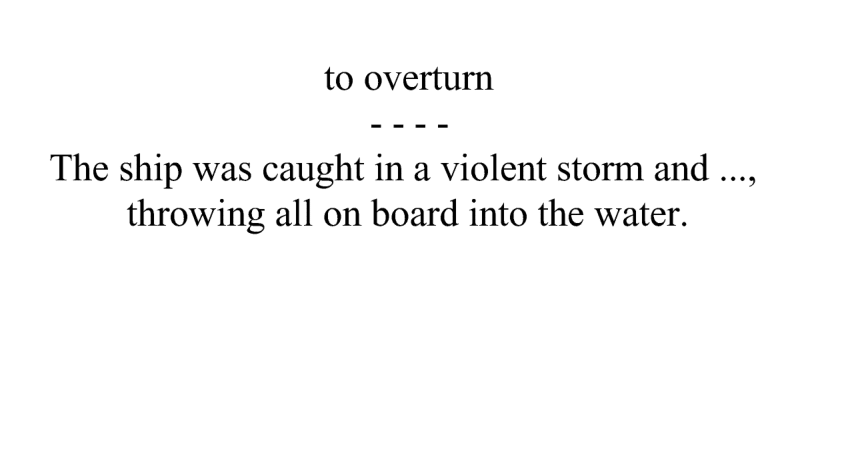 to overturn
- - - -
The ship was caught in a violent storm and ...,
throwing all on board into the water.